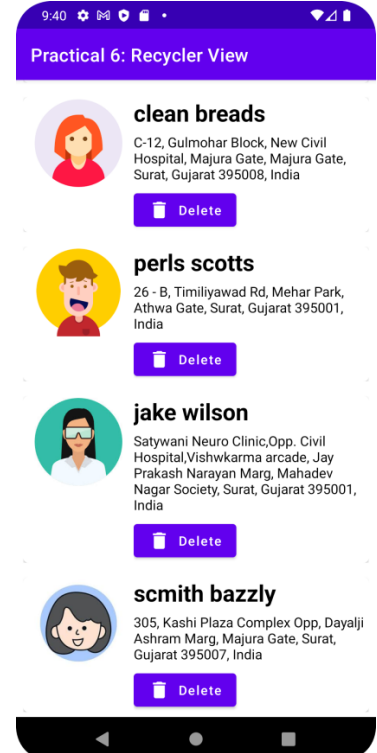 9:40
Practical 6: Recycler View
clean breads
C-12, Gulmohar Block, New Civil
Hospital, Majura Gate, Majura Gate,
Surat, Gujarat 395008, India
Delete
perls scotts
26 - B, Timiliyawad Rd, Mehar Park,
Athwa Gate, Surat, Gujarat 395001,
India
Delete
jake wilson
Satywani Neuro Clinic,Opp. Civil
Hospital,Vishwkarma arcade, Jay
Prakash Narayan Marg, Mahadev
Nagar Society, Surat, Gujarat 395001,
India
Delete
scmith bazzly
305, Kashi Plaza Complex Opp, Dayalji
Ashram Marg, Majura Gate, Surat,
Gujarat 395007, India
Delete